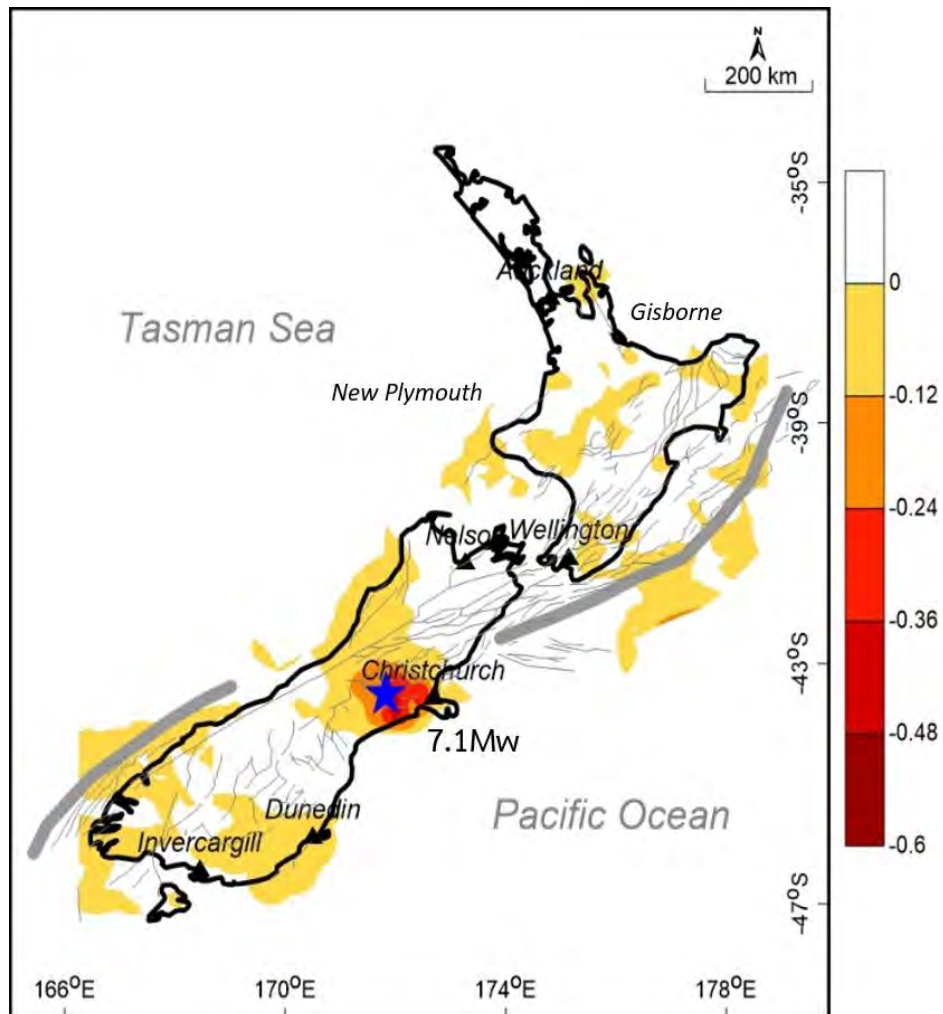 N
200 km
-35°S
Auckland
Gisborne
Tasman Sea
0
New Plymouth
-0.12
-39°S
-0.24
Nelson
Wellington
-0.36
-43°S
Christchurch
-0.48
7.1Mw
Dunedin
Pacific Ocean
Invercargill
-0.6
-47°S
166°E
170°E
174°E
178°E